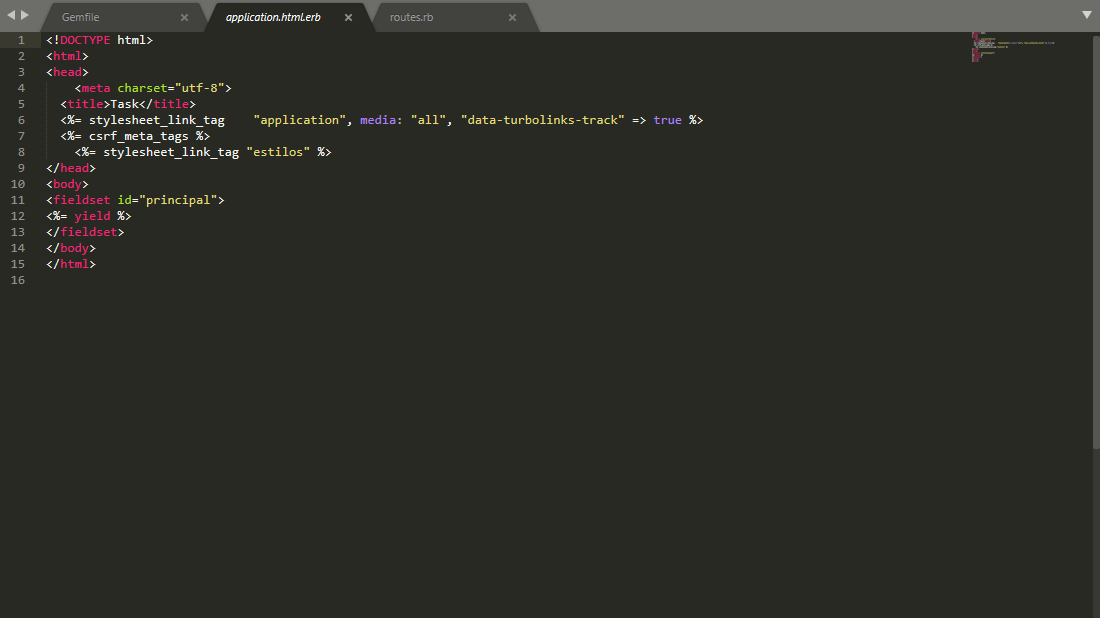 Gemfile × application.html.erb × routes.rb ×
1 <!DOCTYPE html>
2 <html>
3 <head>
4     <meta charset="utf-8">
5   <title>Task</title>
6   <%= stylesheet_link_tag    "application", media: "all", "data-turbolinks-track" => true %>
7   <%= csrf_meta_tags %>
8     <%= stylesheet_link_tag "estilos" %>
9 </head>
10 <body>
11 <fieldset id="principal">
12 <%= yield %>
13 </fieldset>
14 </body>
15 </html>
16